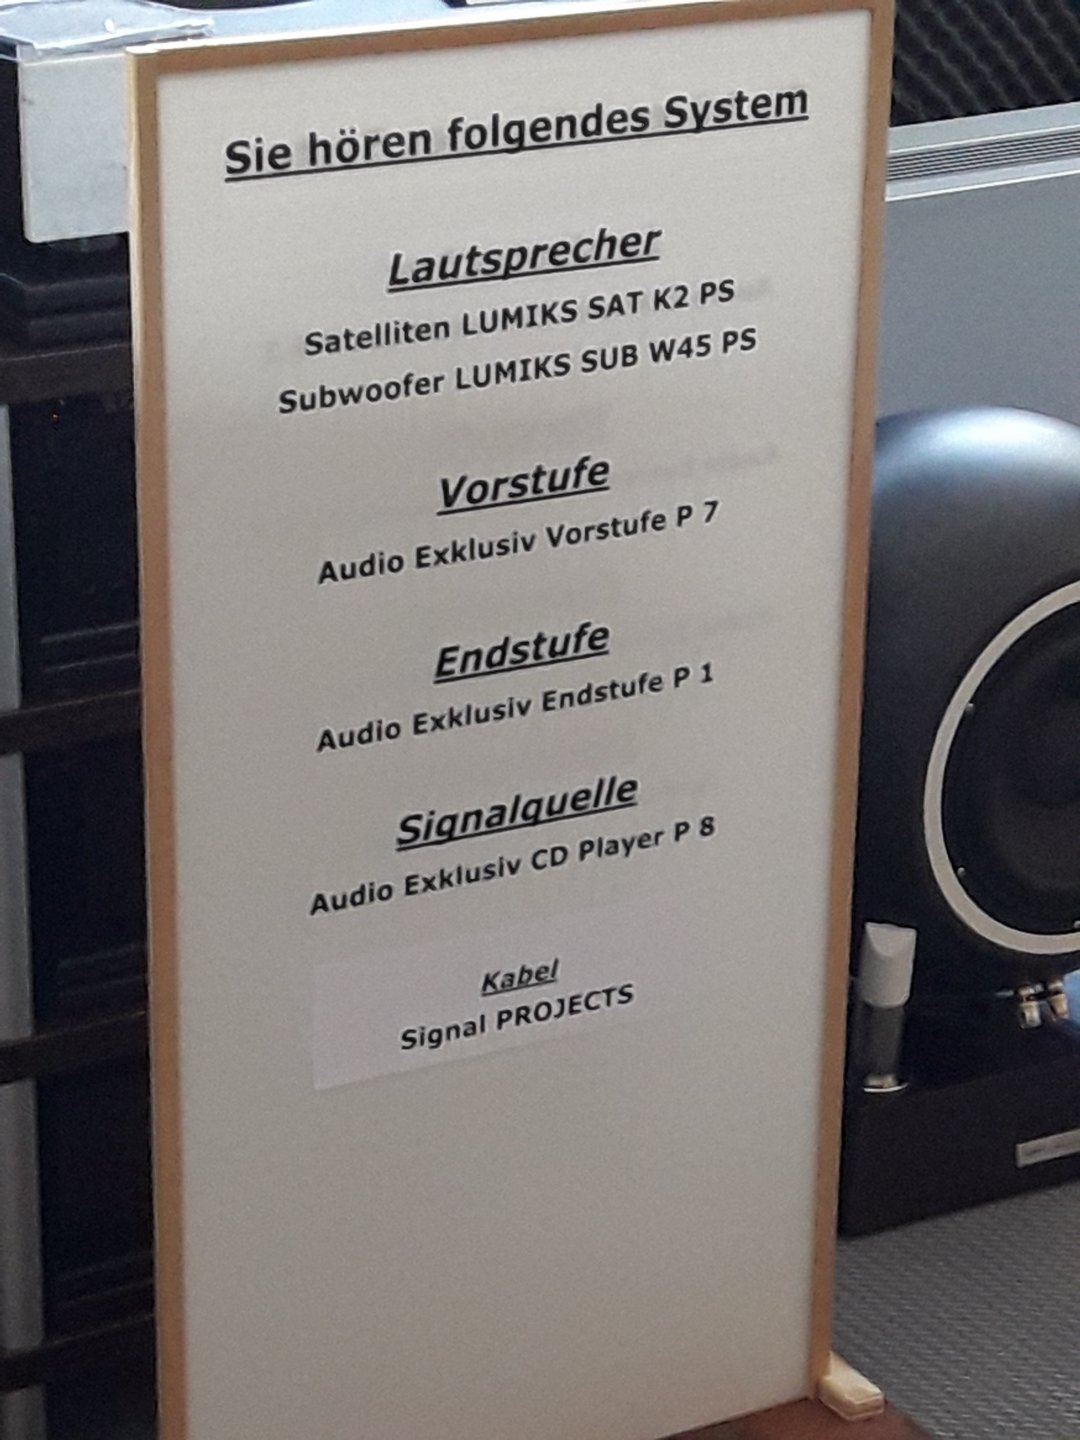 Sie hören folgendes System
Lautsprecher
Satelliten LUMIKS SAT K2 PS
Subwoofer LUMIKS SUB W45 PS
Vorstufe
Audio Exklusiv Vorstufe P 7
Endstufe
Audio Exklusiv Endstufe P 1
Signalquelle
Audio Exklusiv CD Player P 8
Kabel
Signal PROJECTS